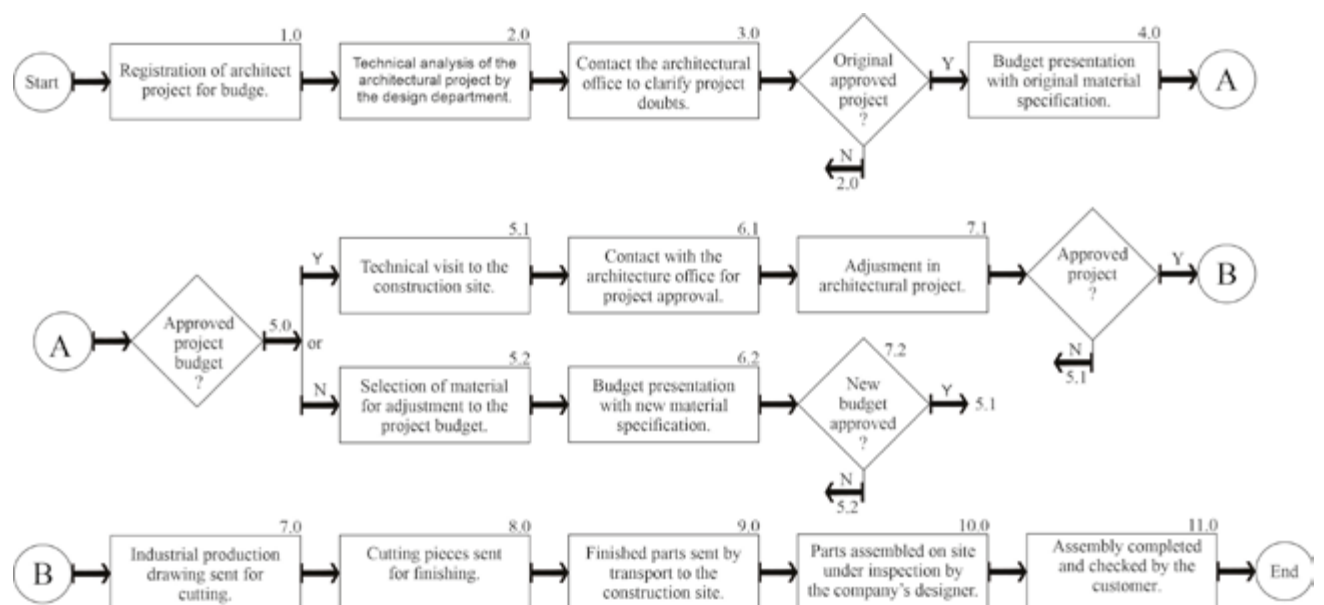 Start
1.0
Registration of architect
project for budge.
2.0
Technical analysis of the
architectural project by
the design department.
3.0
Contact the architectural
office to clarify project
doubts.
Original
approved
project
?
Y
N
2.0
4.0
Budget presentation
with original material
specification.
A
A
Approved
project
budget
?
5.0
or
Y
5.1
Technical visit to the
construction site.
6.1
Contact with the
architecture office for
project approval.
7.1
Adjusment in
architectural project.
Approved
project
?
Y
B
N
5.1
N
5.2
Selection of material
for adjustment to the
project budget.
6.2
Budget presentation
with new material
specification.
7.2
New
budget
approved
?
Y
5.1
N
5.2
B
7.0
Industrial production
drawing sent for
cutting.
8.0
Cutting pieces sent
for finishing.
9.0
Finished parts sent by
transport to the
construction site.
10.0
Parts assembled on site
under inspection by
the company's designer.
11.0
Assembly completed
and checked by the
customer.
End